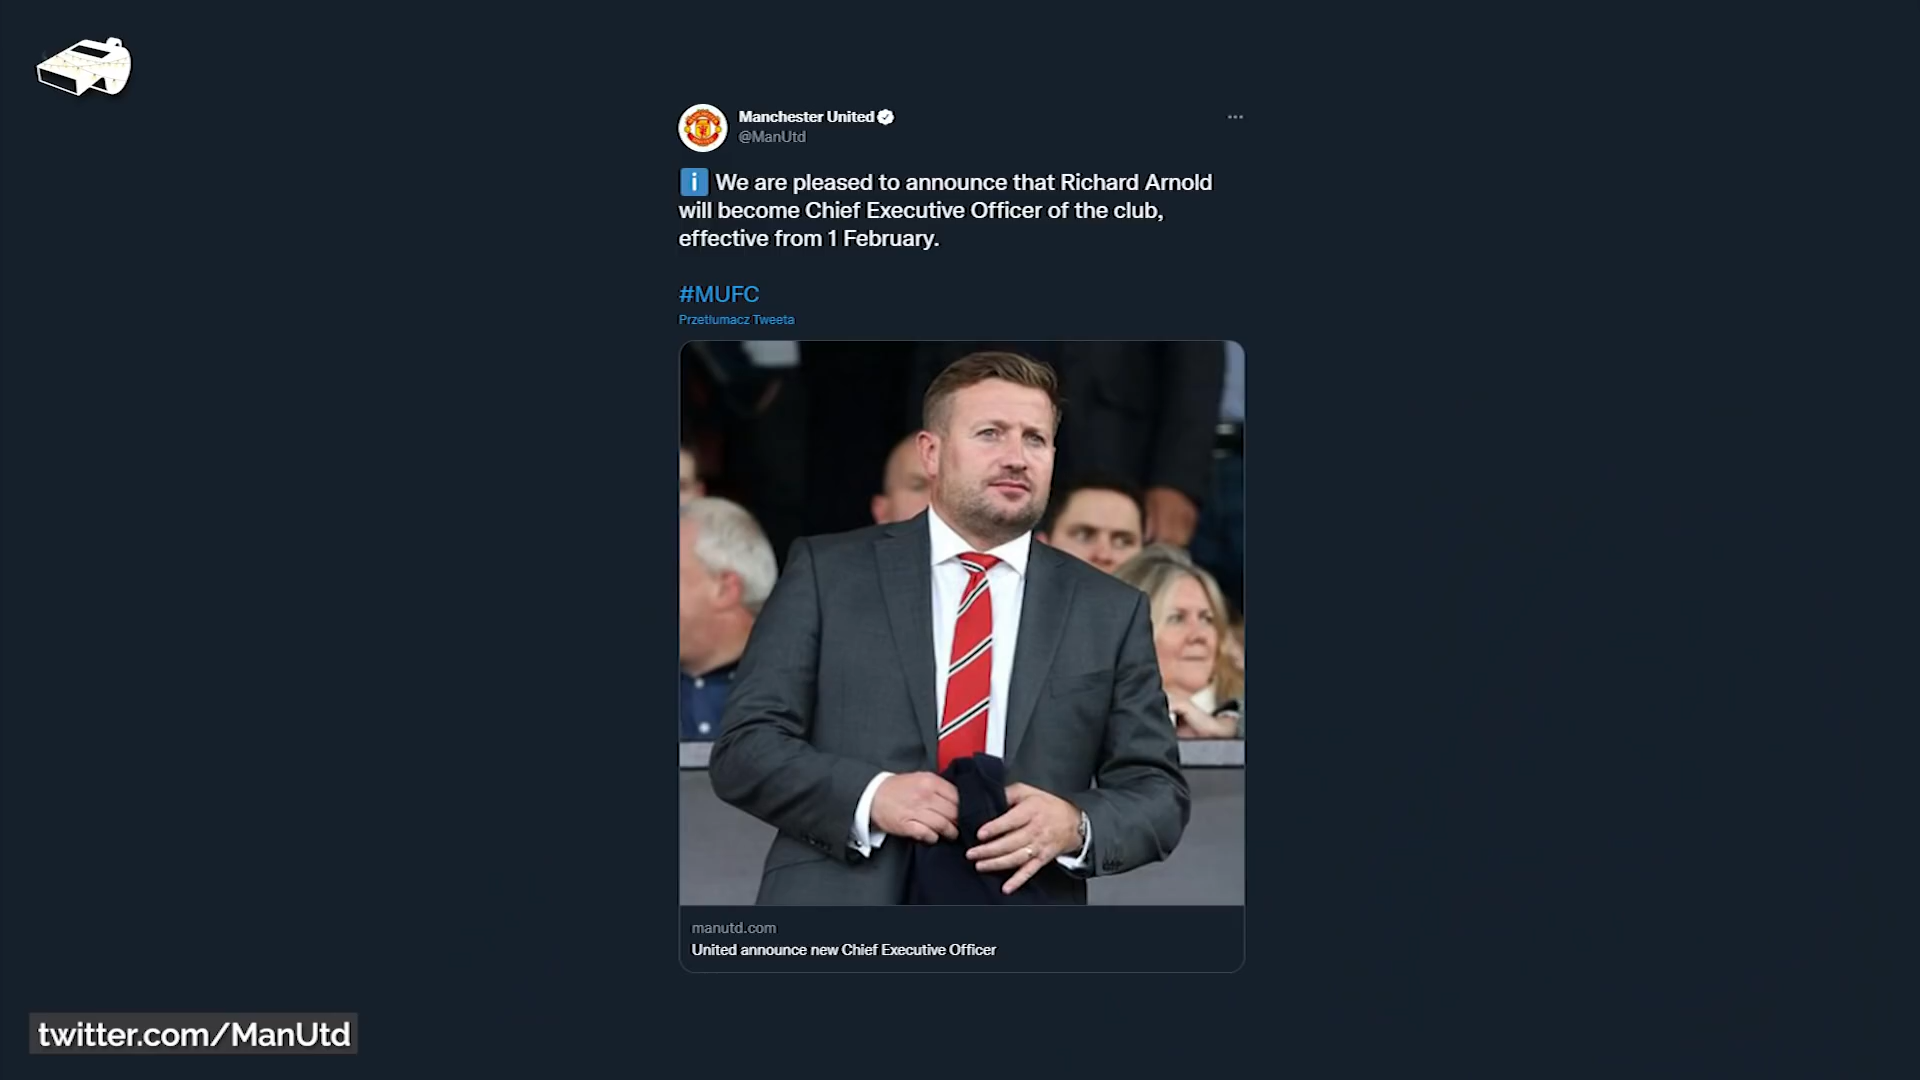 Manchester United
@ManUtd
i We are pleased to announce that Richard Arnold
will become Chief Executive Officer of the club,
effective from 1 February.
#MUFC
Przetłumacz Tweeta
manutd.com
United announce new Chief Executive Officer
twitter.com/ManUtd